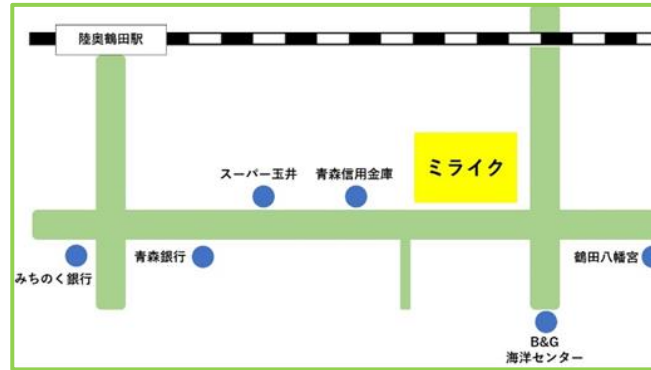 陸奥鶴田駅
ミライク
スーパー玉井
青森信用金庫
青森銀行
みちのく銀行
鶴田八幡宮
B&G
海洋センター